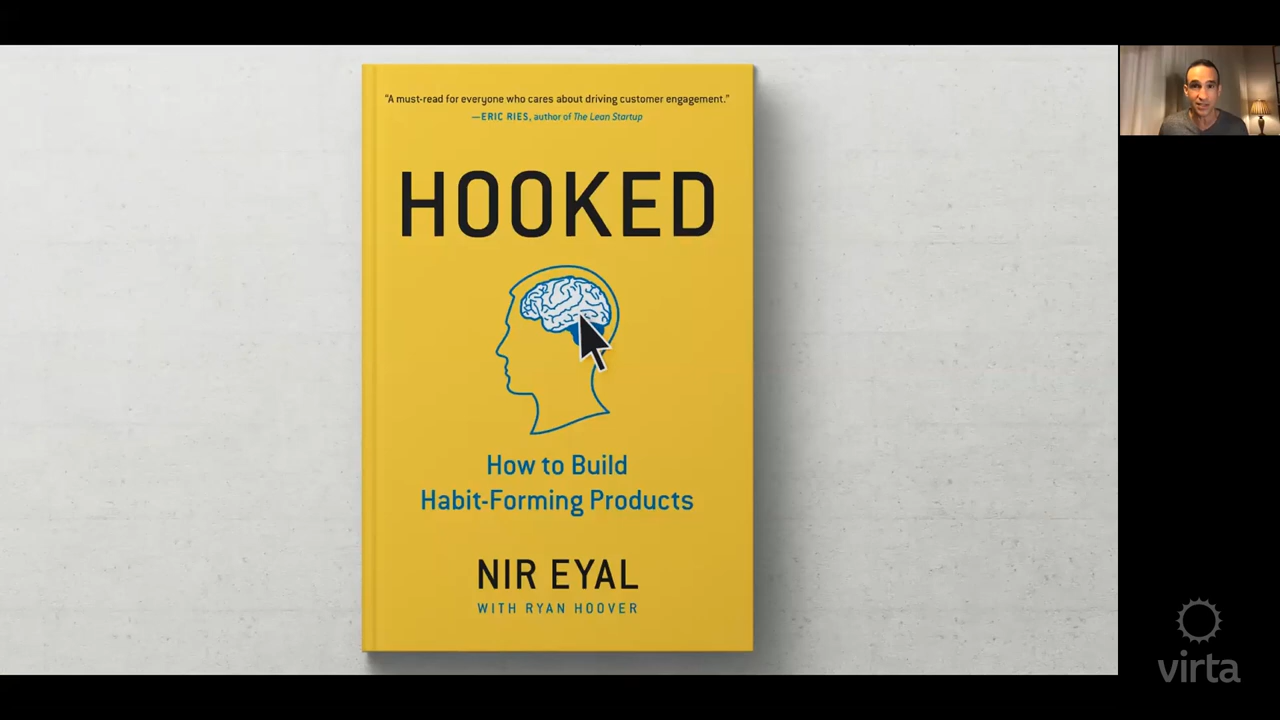 “A must-read for everyone who cares about driving customer engagement.”
—ERIC RIES, author of The Lean Startup
HOOKED
How to Build
Habit-Forming Products
NIR EYAL
WITH RYAN HOOVER
virta